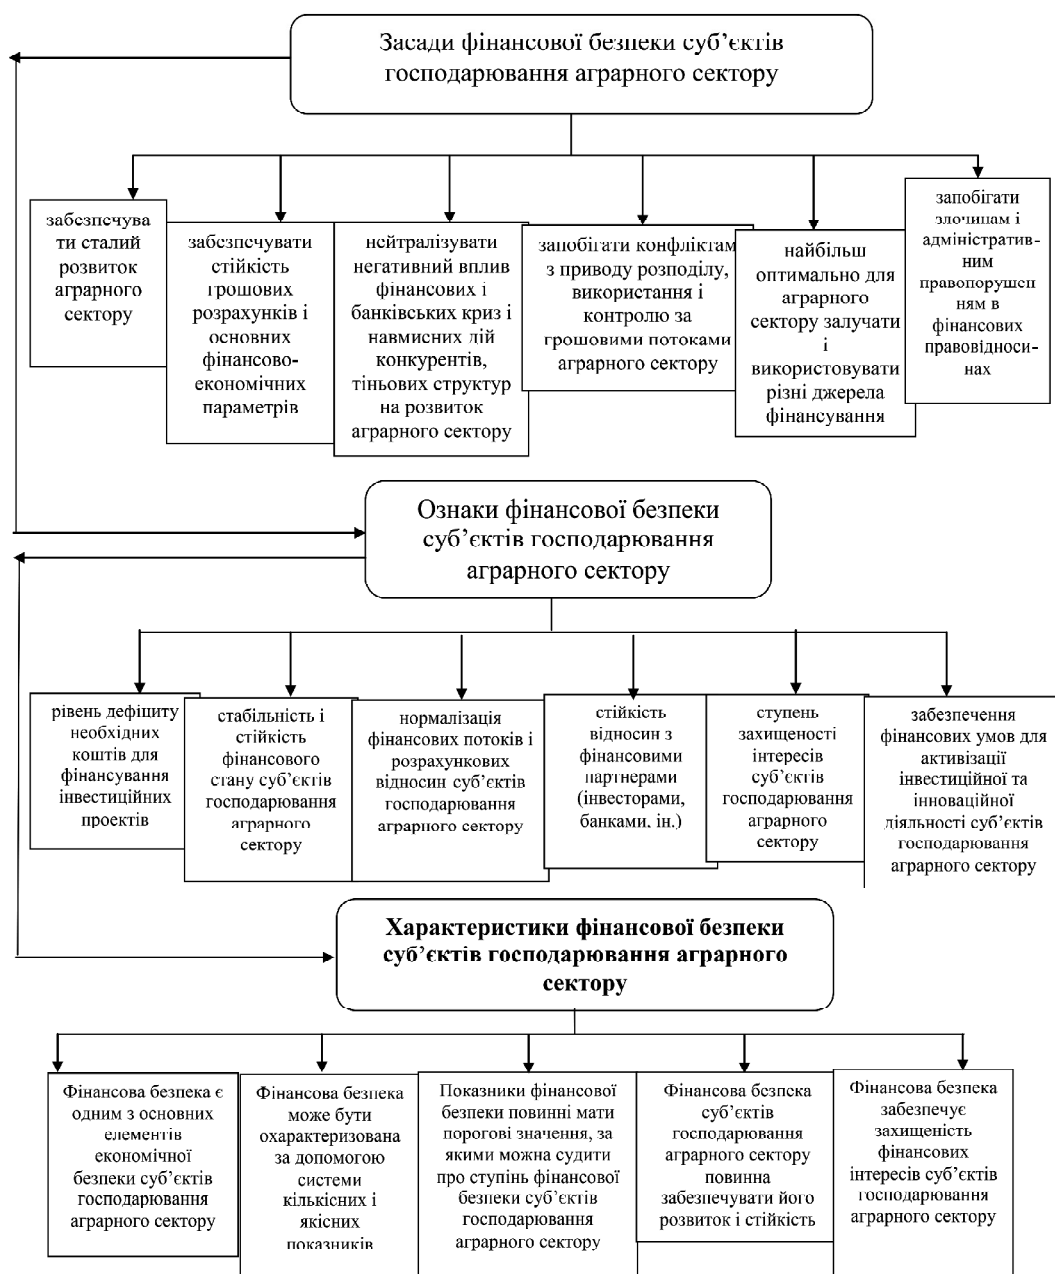 Засади фінансової безпеки суб’єктів
господарювання аграрного сектору
забезпечува
ти сталий
розвиток
аграрного
сектору
забезпечувати
стійкість
грошових
розрахунків і
основних
фінансово-
економічних
параметрів
нейтралізувати
негативний вплив
фінансових і
банківських криз і
навмисних дій
конкурентів,
тіньових структур
на розвиток
аграрного сектору
запобігати конфліктам
з приводу розподілу,
використання і
контролю за
грошовими потоками
аграрного сектору
найбільш
оптимально для
аграрного
сектору залучати
і
використовувати
різні джерела
фінансування
запобігати
злочинам і
адміністратив-
ним
правопорушен
ням в
фінансових
правовідноси-
нах
Ознаки фінансової безпеки
суб’єктів господарювання
аграрного сектору
рівень дефіциту
необхідних
коштів для
фінансування
інвестиційних
проектів
стабільність і
стійкість
фінансового
стану суб’єктів
господарювання
аграрного
сектору
нормалізація
фінансових потоків і
розрахункових
відносин суб’єктів
господарювання
аграрного сектору
стійкість
відносин з
фінансовими
партнерами
(інвесторами,
банками, ін.)
ступень
захищеності
інтересів
суб’єктів
господарювання
аграрного
сектору
забезпечення
фінансових умов для
активізації
інвестиційної та
інноваційної
діяльності суб’єктів
господарювання
аграрного сектору
Характеристики фінансової безпеки
суб’єктів господарювання аграрного
сектору
Фінансова безпека є
одним з основних
елементів
економічної
безпеки суб’єктів
господарювання
аграрного сектору
Фінансова безпека
може бути
охарактеризована
за допомогою
системи
кількісних і
якісних
показників
Показники фінансової
безпеки повинні мати
порогові значення, за
якими можна судити
про ступінь фінансової
безпеки суб’єктів
господарювання
аграрного сектору
Фінансова безпека
суб’єктів
господарювання
аграрного сектору
повинна
забезпечувати його
розвиток і стійкість
Фінансова безпека
забезпечує
захищеність
фінансових
інтересів суб’єктів
господарювання
аграрного сектору